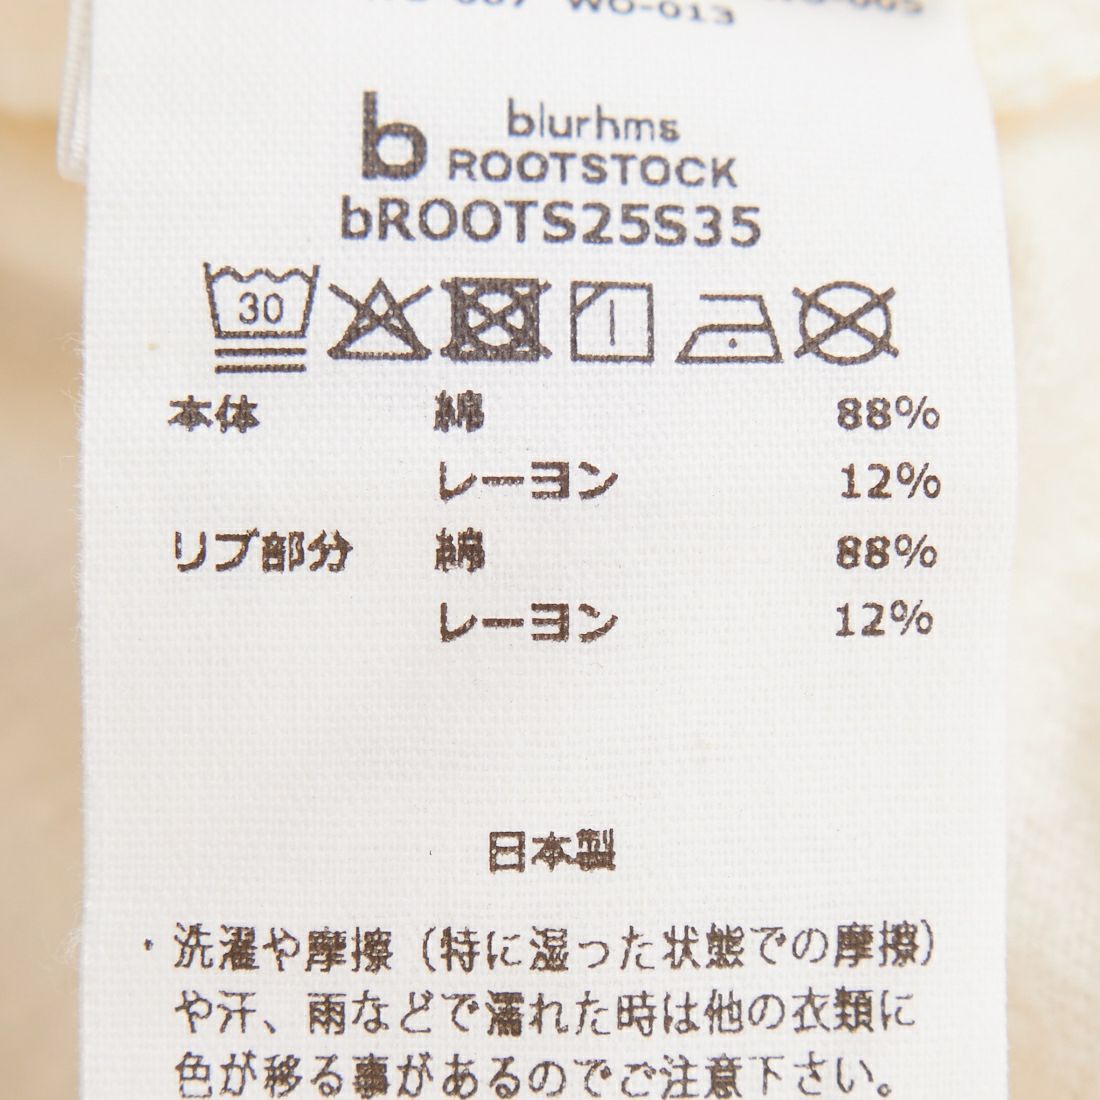 WO-013
blurhms
b ROOTSTOCK
bROOTS25S35
30
本体 綿 88%
レーヨン 12%
リブ部分 綿 88%
レーヨン 12%
日本製
・洗濯や摩擦（特に湿った状態での摩擦）
や汗、雨などで濡れた時は他の衣類に
色が移る事があるのでご注意下さい。